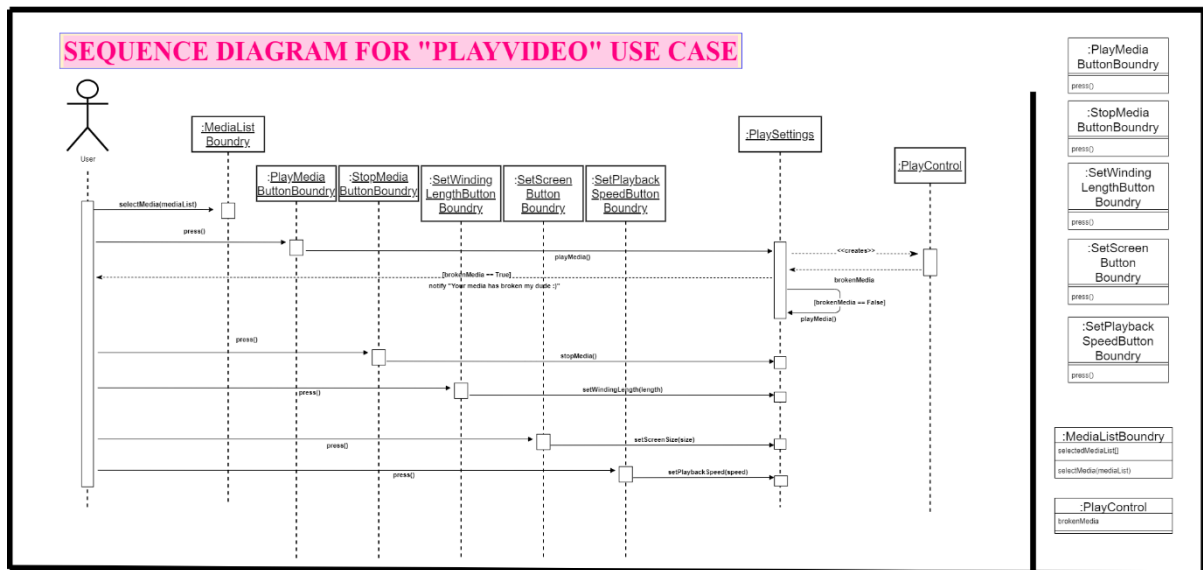 SEQUENCE DIAGRAM FOR "PLAYVIDEO" USE CASE
User
:MediaList
Boundry
:PlayMedia
ButtonBoundry
:StopMedia
ButtonBoundry
:SetWinding
LengthButton
Boundry
:SetScreen
Button
Boundry
:SetPlayback
SpeedButton
Boundry
:PlaySettings
:PlayControl
selectMedia(mediaList)
press()
playMedia()
<<creates>>
[brokenMedia == True]
notify "Your media has broken my dude :)"
brokenMedia
[brokenMedia == False]
playMedia()
press()
stopMedia()
press()
setWindingLength(length)
press()
setScreenSize(size)
press()
setPlaybackSpeed(speed)
:PlayMedia
ButtonBoundry
press()
:StopMedia
ButtonBoundry
press()
:SetWinding
LengthButton
Boundry
press()
:SetScreen
Button
Boundry
press()
:SetPlayback
SpeedButton
Boundry
press()
:MediaListBoundry
selectedMediaList[]
selectMedia(mediaList)
:PlayControl
brokenMedia